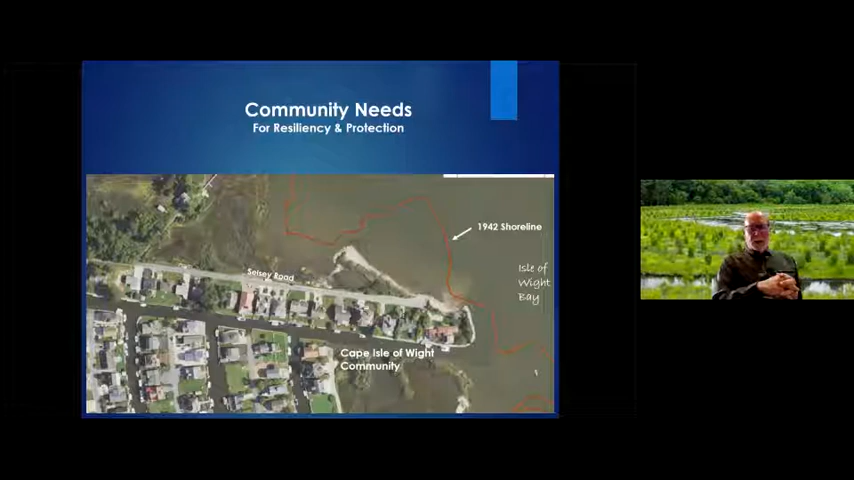 Community Needs
For Resiliency & Protection
1942 Shoreline
Isle of
Wight
Bay
Selsey Road
Cape Isle of Wight
Community